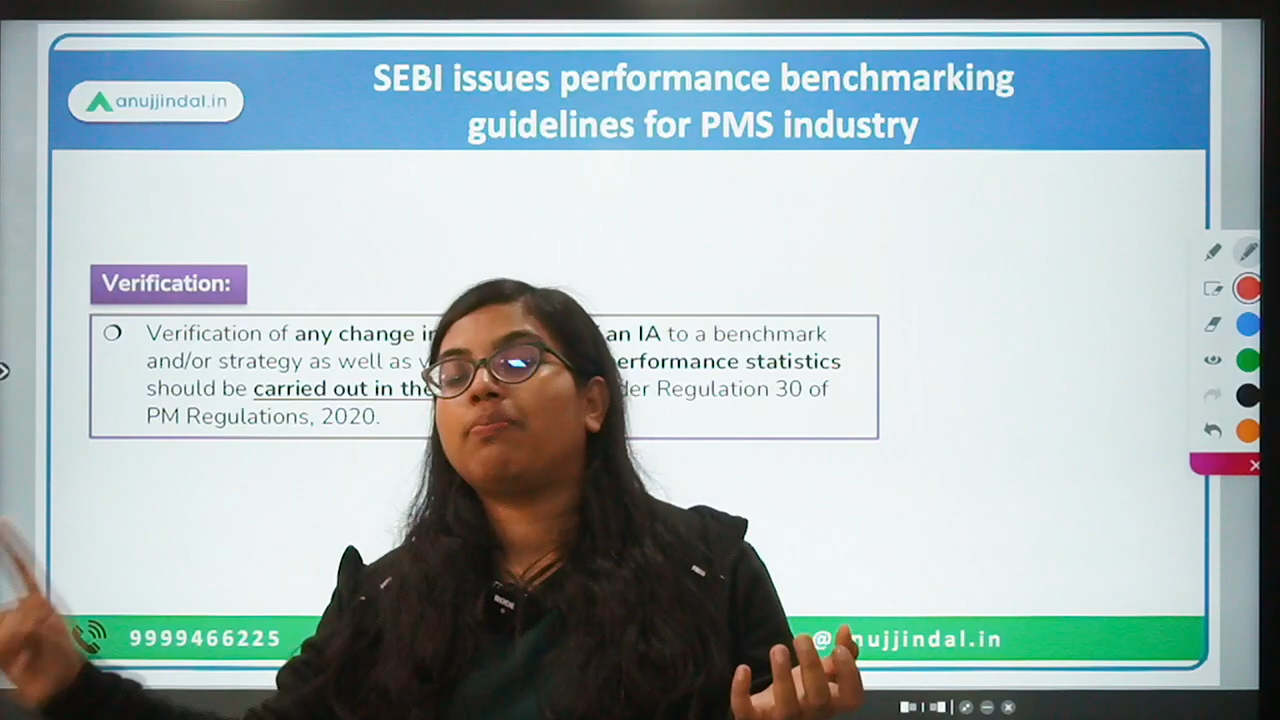 anujjindal.in
SEBI issues performance benchmarking
guidelines for PMS industry
Verification:
Verification of any change in an IA to a benchmark
and/or strategy as well as performance statistics
should be carried out in the Regulation 30 of
PM Regulations, 2020.
9999466225
@anujjindal.in